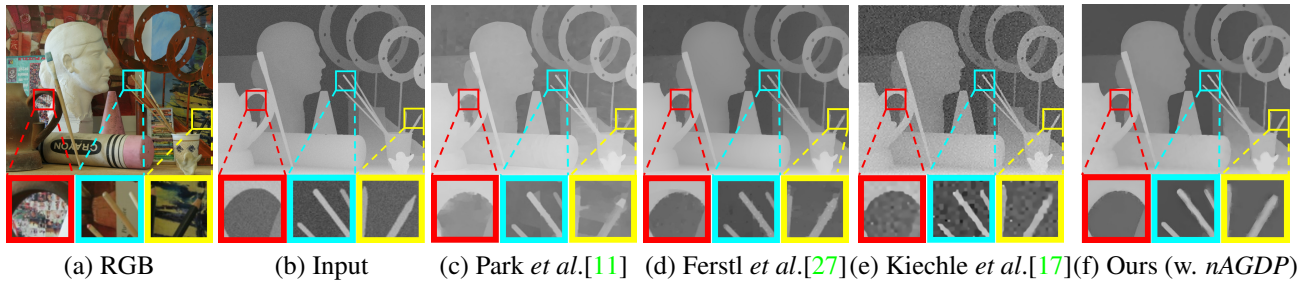 CRAYON
(a) RGB
(b) Input
(c) Park et al.[11]
(d) Ferstl et al.[27]
(e) Kiechle et al.[17]
(f) Ours (w. nAGDP)